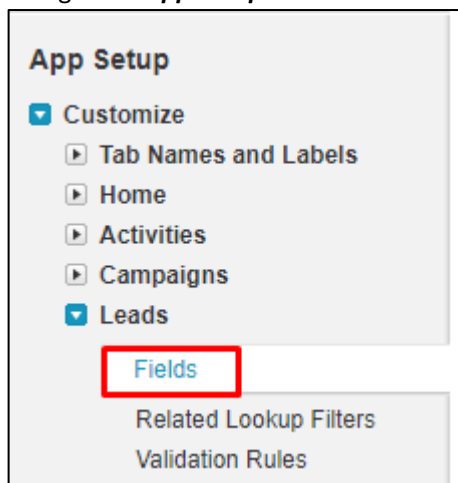 App Setup
Customize
Tab Names and Labels
Home
Activities
Campaigns
Leads
Fields
Related Lookup Filters
Validation Rules